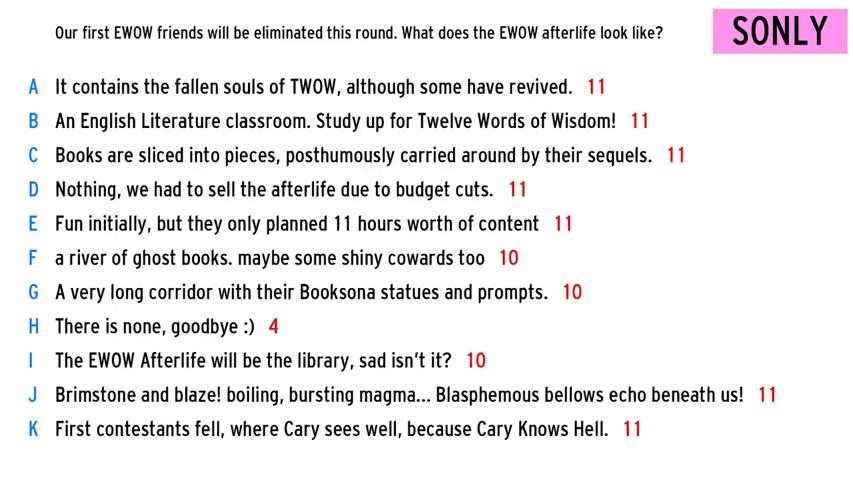 Our first EWOW friends will be eliminated this round. What does the EWOW afterlife look like?
SONLY
A It contains the fallen souls of TWOW, although some have revived. 11
B An English Literature classroom. Study up for Twelve Words of Wisdom! 11
C Books are sliced into pieces, posthumously carried around by their sequels. 11
D Nothing, we had to sell the afterlife due to budget cuts. 11
E Fun initially, but they only planned 11 hours worth of content 11
F a river of ghost books. maybe some shiny cowards too 10
G A very long corridor with their Booksona statues and prompts. 10
H There is none, goodbye :) 4
I The EWOW Afterlife will be the library, sad isn't it? 10
J Brimstone and blaze! boiling, bursting magma... Blasphemous bellows echo beneath us! 11
K First contestants fell, where Cary sees well, because Cary Knows Hell. 11